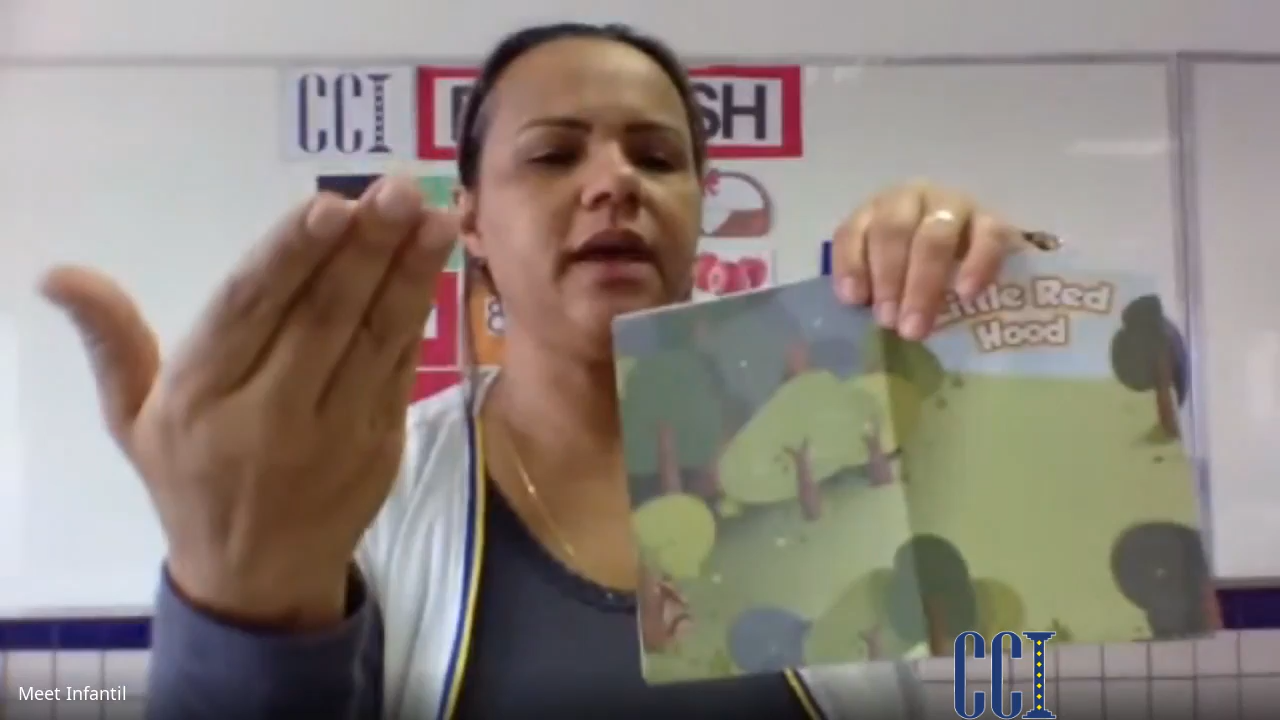 CCI
SH
Little Red
Hood
CCI
Meet Infantil